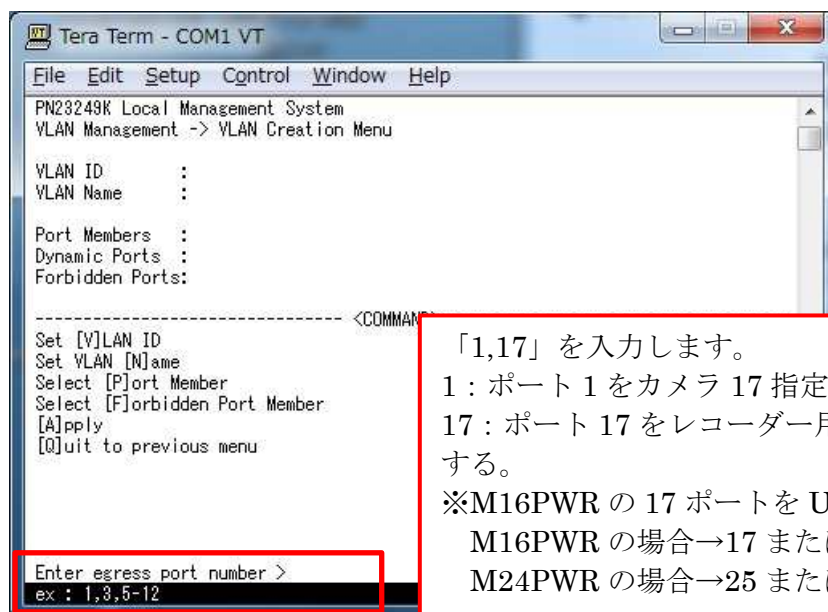 Tera Term - COM1 VT
File Edit Setup Control Window Help
PN23249K Local Management System
VLAN Management -> VLAN Creation Menu
VLAN ID :
VLAN Name :
Port Members :
Dynamic Ports :
Forbidden Ports:
-------------------------------- <COMMAND>
Set [V]LAN ID
Set VLAN [N]ame
Select [P]ort Member
Select [F]orbidden Port Member
[A]pply
[Q]uit to previous menu
Enter egress port number >
ex : 1,3,5-12
「1,17」を入力します。
1：ポート 1 をカメラ 17 指定
17：ポート 17 をレコーダー用
する。
※M16PWR の 17 ポートを U
M16PWR の場合→17 また
M24PWR の場合→25 また